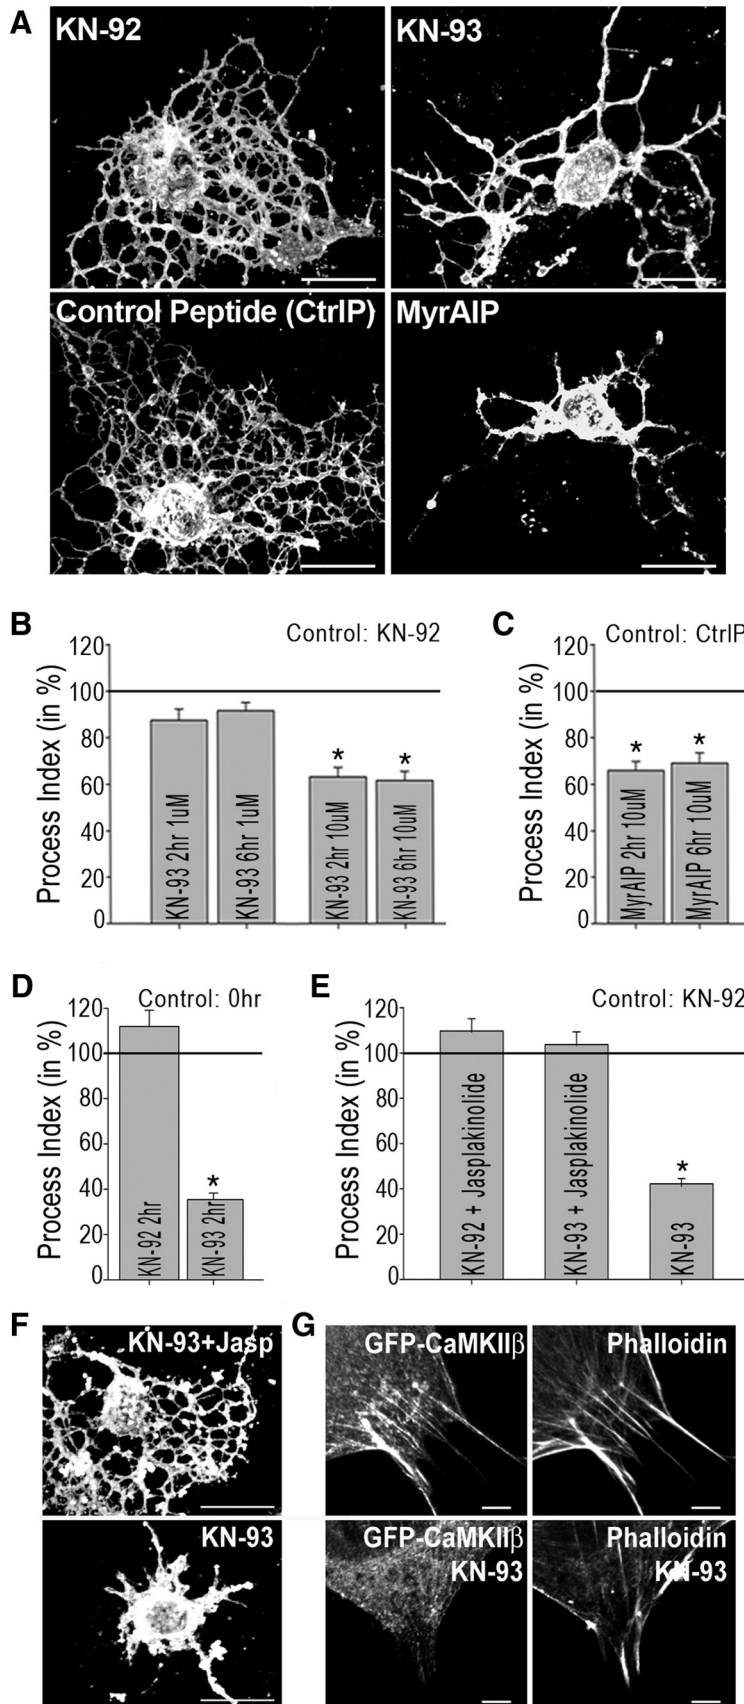 A
KN-92
KN-93
Control Peptide (CtrlP)
MyrAIP
B
Control: KN-92
Process Index (in %)
120
100
80
60
40
20
0
KN-93 2hr 1uM
KN-93 6hr 1uM
*
KN-93 2hr 10uM
*
KN-93 6hr 10uM
C
Control: CtrlP
Process Index (in %)
120
100
80
60
40
20
0
*
MyrAIP 2hr 10uM
*
MyrAIP 6hr 10uM
D
Control: 0hr
Process Index (in %)
120
100
80
60
40
20
0
KN-92 2hr
*
KN-93 2hr
E
Control: KN-92
Process Index (in %)
120
100
80
60
40
20
0
KN-92 + Jasplakinolide
KN-93 + Jasplakinolide
*
KN-93
F
KN-93+Jasp
KN-93
G
GFP-CaMKIIβ
Phalloidin
GFP-CaMKIIβ
KN-93
Phalloidin
KN-93